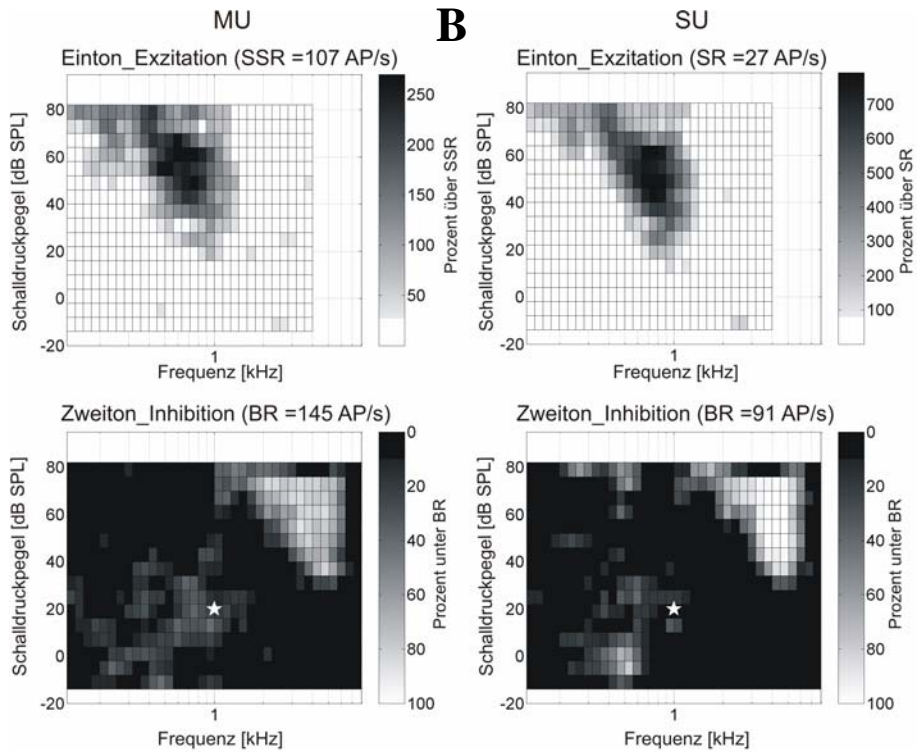 MU
B
SU
Einton_Exzitation (SSR =107 AP/s)
Schalldruckpegel [dB SPL]
80
60
40
20
0
-20
1
Frequenz [kHz]
250
200
150
100
50
Prozent über SSR
Einton_Exzitation (SR =27 AP/s)
Schalldruckpegel [dB SPL]
80
60
40
20
0
-20
1
Frequenz [kHz]
700
600
500
400
300
200
100
Prozent über SR
Zweiton_Inhibition (BR =145 AP/s)
Schalldruckpegel [dB SPL]
80
60
40
20
0
-20
1
Frequenz [kHz]
0
20
40
60
80
100
Prozent unter BR
Zweiton_Inhibition (BR =91 AP/s)
Schalldruckpegel [dB SPL]
80
60
40
20
0
-20
1
Frequenz [kHz]
0
20
40
60
80
100
Prozent unter BR